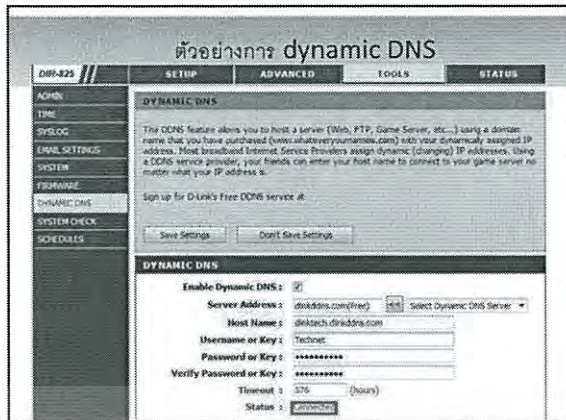 ตัวอย่างการ dynamic DNS
DIR-825
SETUP
ADVANCED
TOOLS
STATUS
ADMIN
TIME
SYSLOG
EMAIL SETTINGS
SYSTEM
FIRMWARE
DYNAMIC DNS
SYSTEM CHECK
SCHEDULES
DYNAMIC DNS
The DDNS feature allows you to host a server (Web, FTP, Game Server, etc...) using a domain
name that you have purchased (www.whateveryournameis.com) with your dynamically assigned IP
address. Most broadband Internet Service Providers assign dynamic (changing) IP addresses. Using
a DDNS service provider, your friends can enter your host name to connect to your game server no
matter what your IP address is.
Sign up for D-Link's Free DDNS service at
Save Settings
Don't Save Settings
DYNAMIC DNS
Enable Dynamic DNS :
Server Address : dlinkddns.com(Free) << Select Dynamic DNS Server
Host Name : dlinktech.dlinkddns.com
Username or Key : Technet
Password or Key : ••••••••••
Verify Password or Key : ••••••••••
Timeout : 576 (hours)
Status : Connected